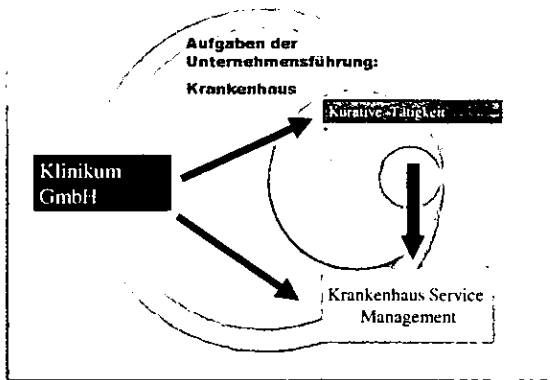 Aufgaben der
Unternehmensführung:
Krankenhaus
Kurative Tätigkeit
Klinikum
GmbH
Krankenhaus Service
Management